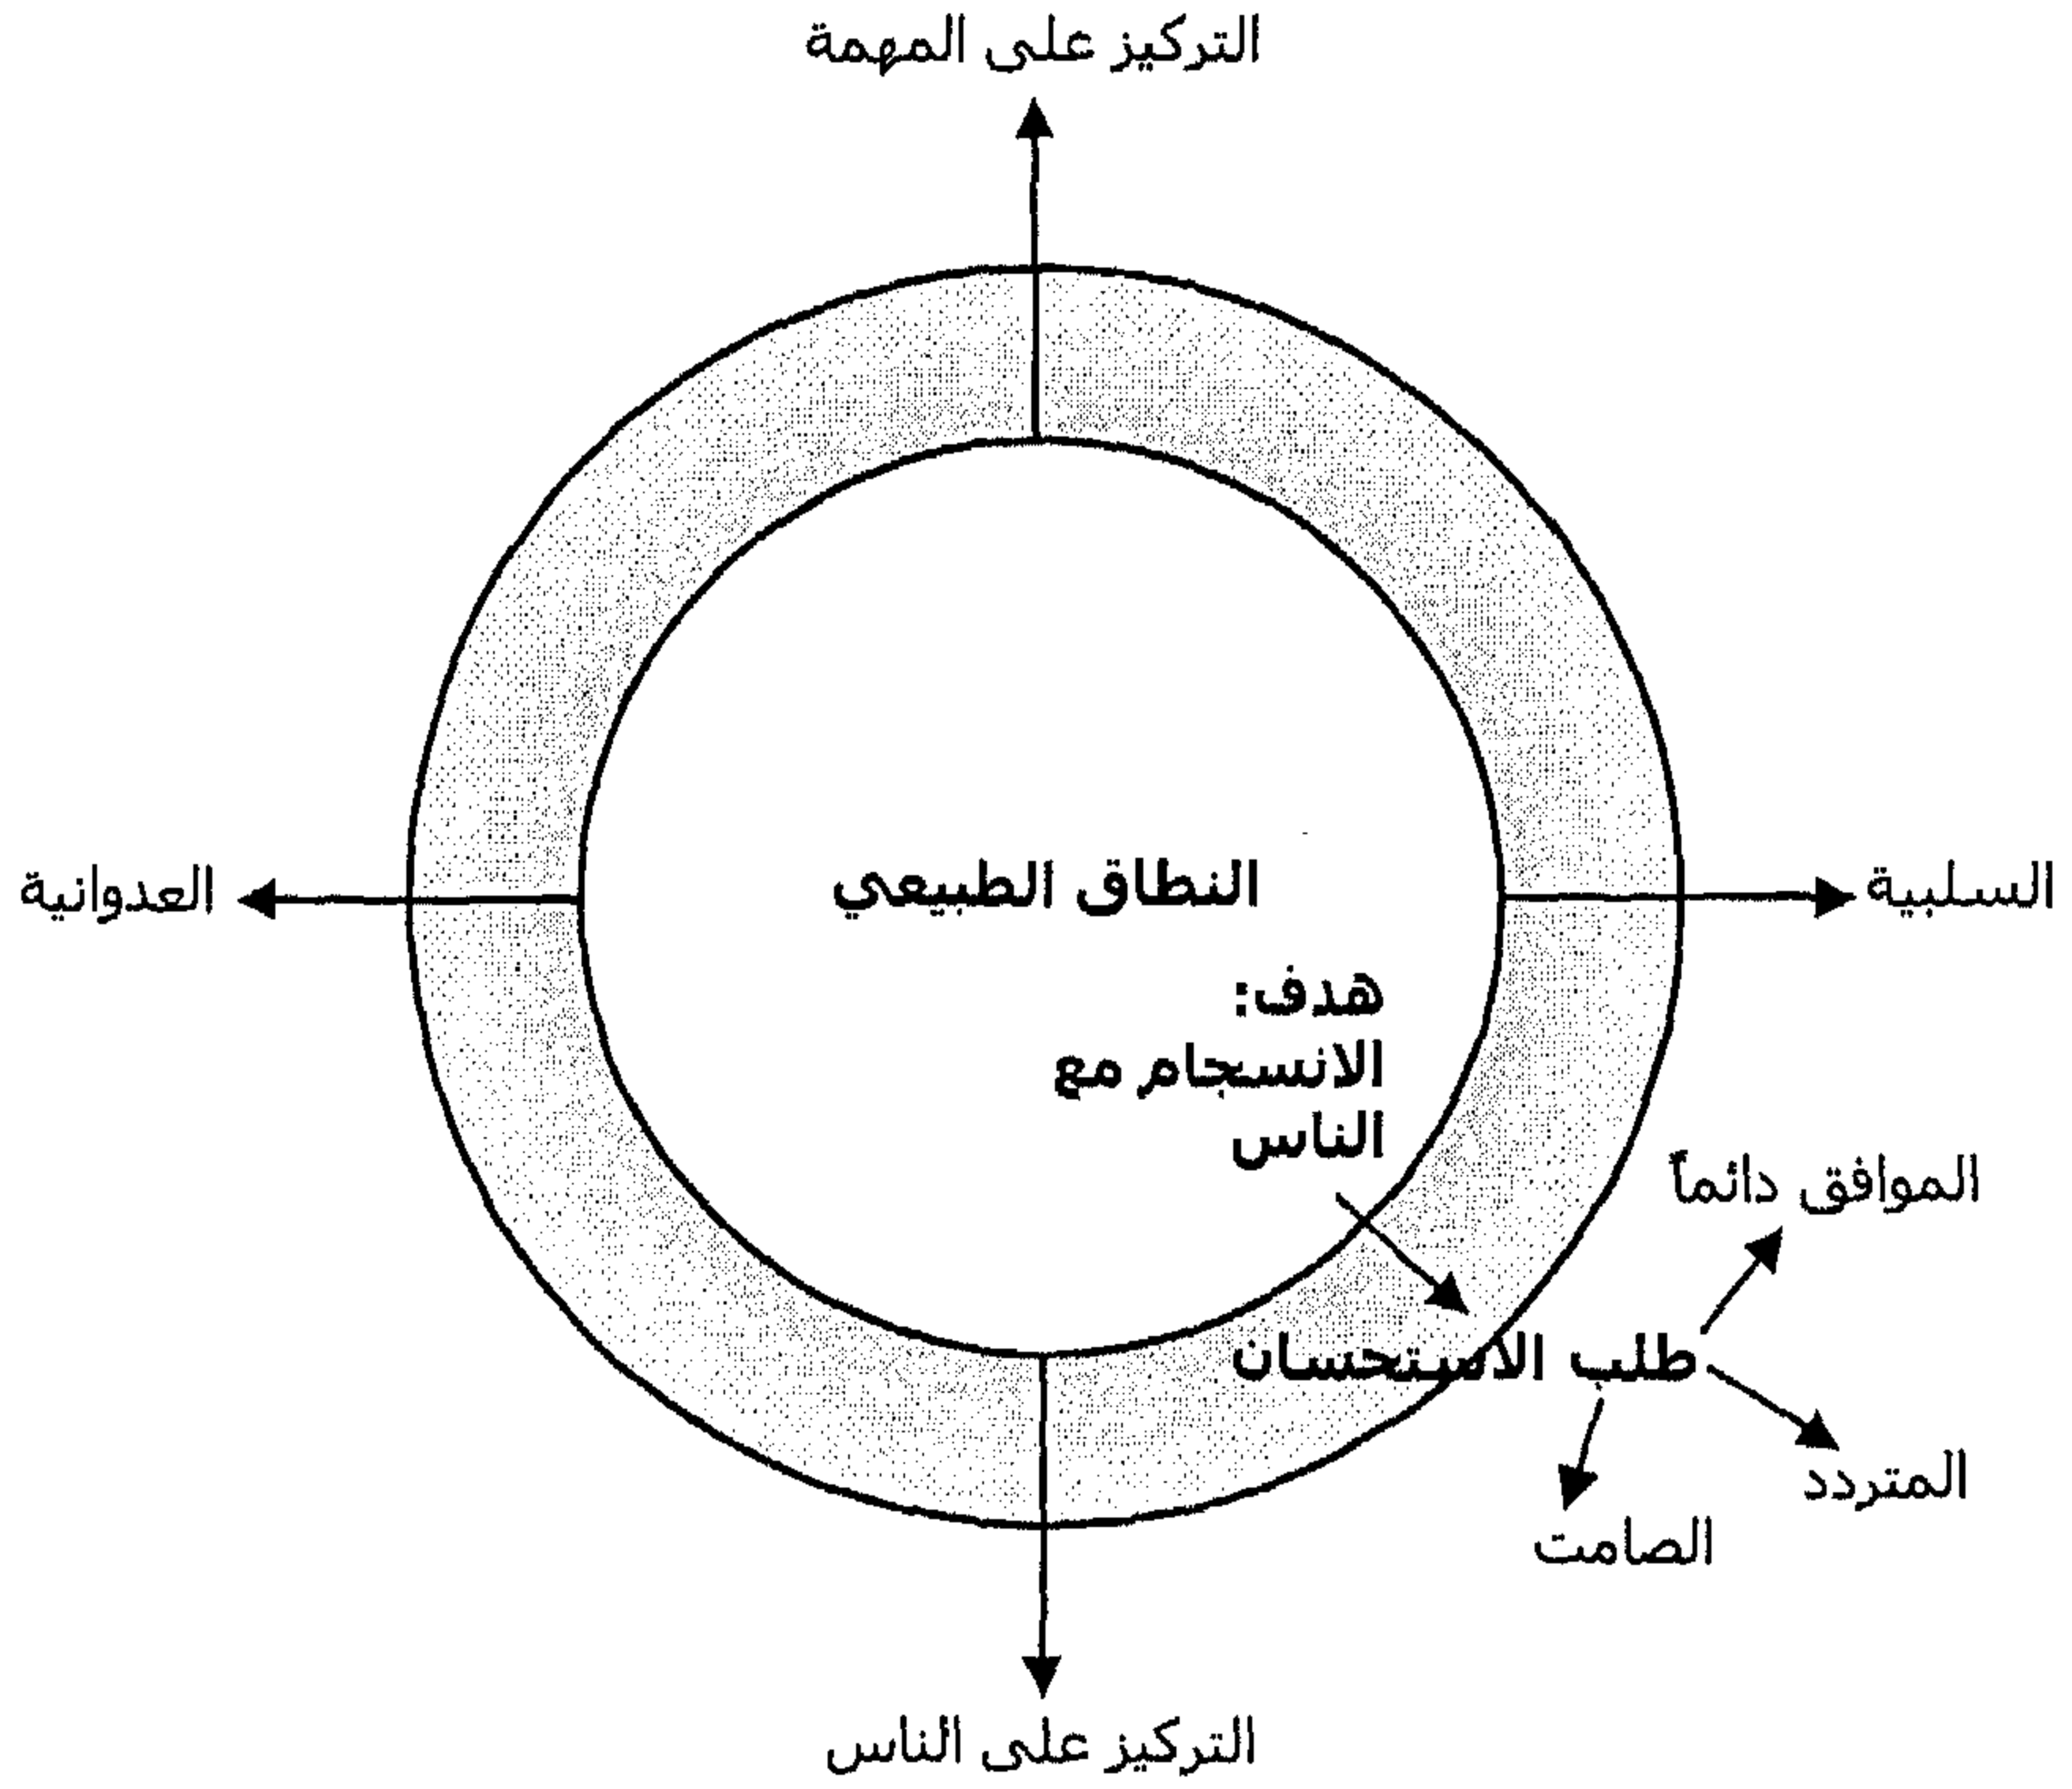 التركيز على المهمة
العدوانية
النطاق الطبيعي
السلبية
هدف:
الانسجام مع
الناس
الموافق دائماً
طلب الاستحسان
المتردد
الصامت
التركيز على الناس